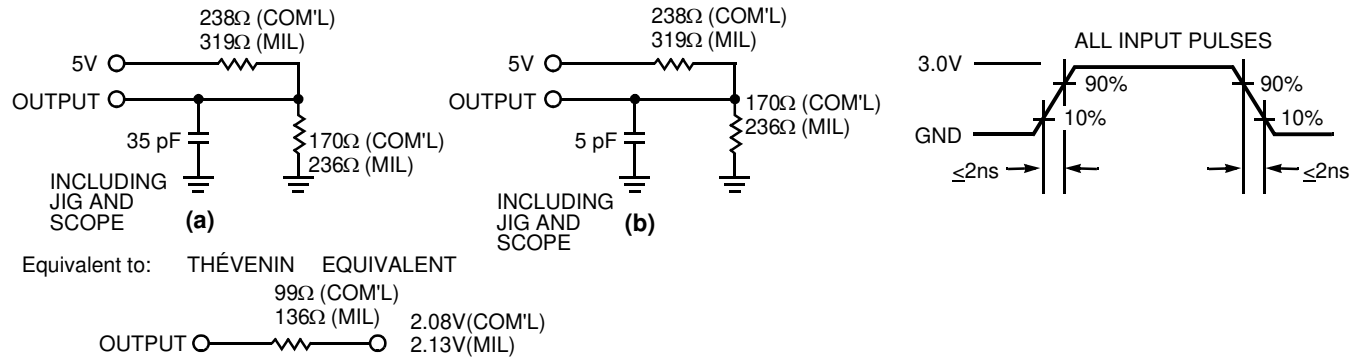 238Ω (COM'L)
319Ω (MIL)
5V
OUTPUT
35 pF
170Ω (COM'L)
236Ω (MIL)
INCLUDING
JIG AND
SCOPE
(a)
238Ω (COM'L)
319Ω (MIL)
5V
OUTPUT
5 pF
170Ω (COM'L)
236Ω (MIL)
INCLUDING
JIG AND
SCOPE
(b)
ALL INPUT PULSES
3.0V
90%
10%
GND
90%
10%
≤2ns
≤2ns
Equivalent to: THÉVENIN EQUIVALENT
99Ω (COM'L)
136Ω (MIL)
OUTPUT
2.08V(COM'L)
2.13V(MIL)